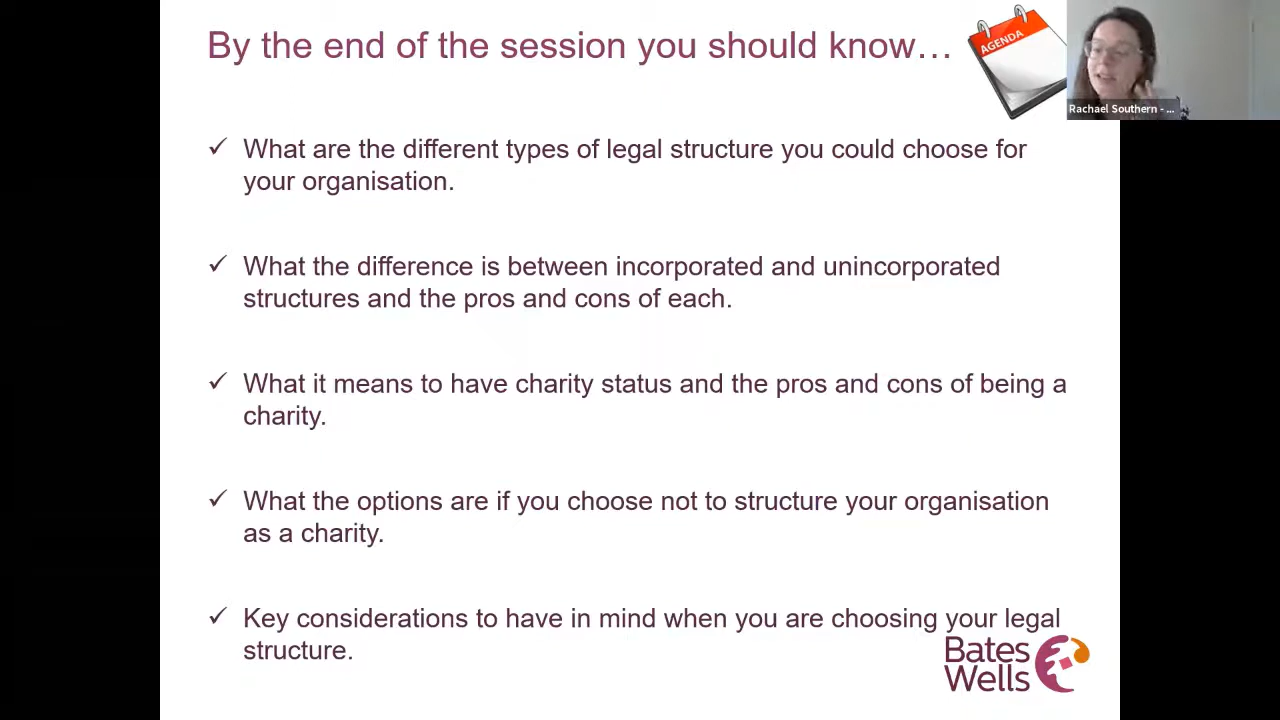 By the end of the session you should know…
AGENDA
Rachael Southern - ...
✓ What are the different types of legal structure you could choose for
your organisation.
✓ What the difference is between incorporated and unincorporated
structures and the pros and cons of each.
✓ What it means to have charity status and the pros and cons of being a
charity.
✓ What the options are if you choose not to structure your organisation
as a charity.
✓ Key considerations to have in mind when you are choosing your legal
structure.
Bates
Wells